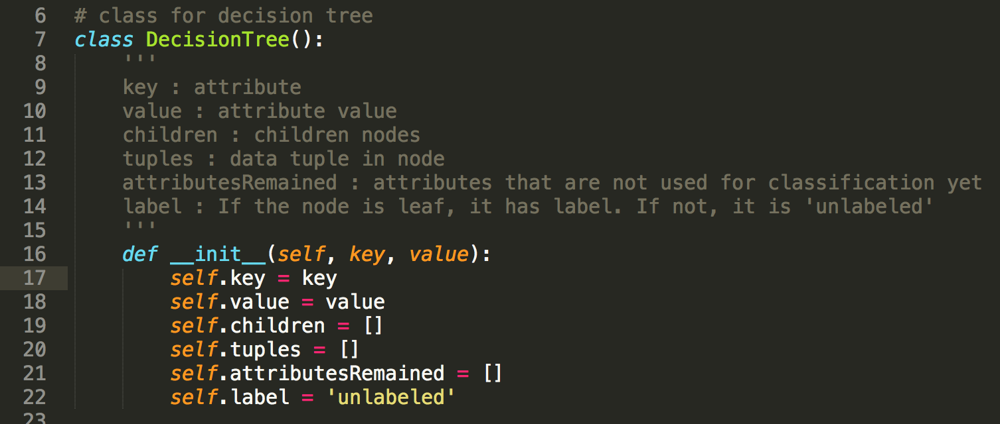 6 # class for decision tree
7 class DecisionTree():
8     '''
9     key : attribute
10     value : attribute value
11     children : children nodes
12     tuples : data tuple in node
13     attributesRemained : attributes that are not used for classification yet
14     label : If the node is leaf, it has label. If not, it is 'unlabeled'
15     '''
16     def __init__(self, key, value):
17         self.key = key
18         self.value = value
19         self.children = []
20         self.tuples = []
21         self.attributesRemained = []
22         self.label = 'unlabeled'
23